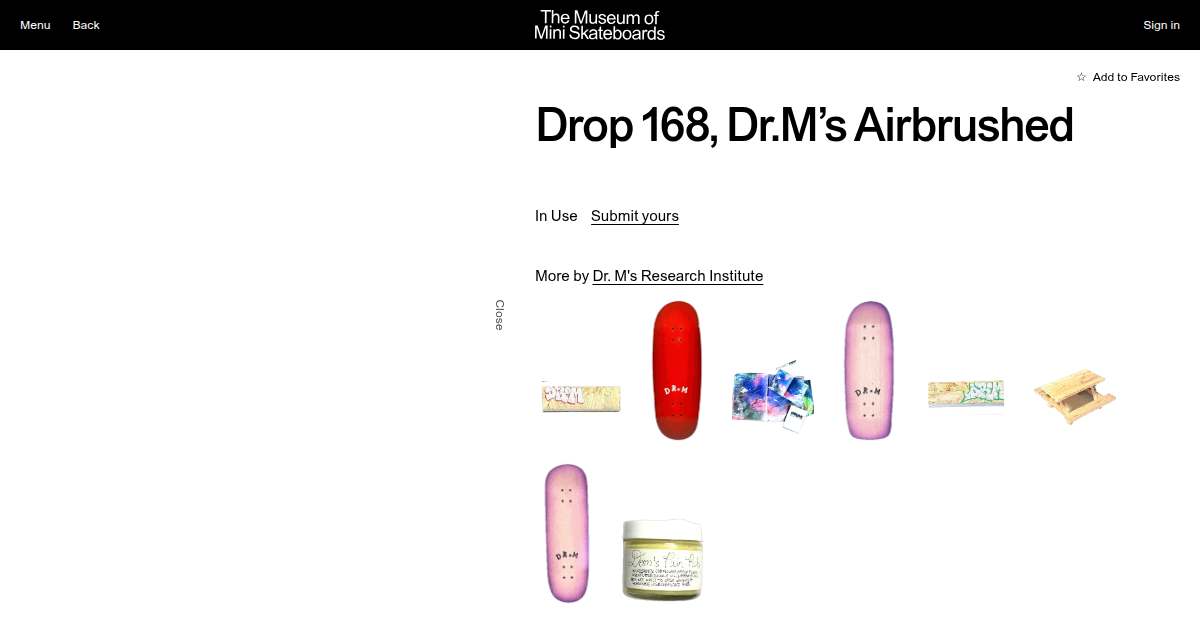 Menu
Back
The Museum of
Mini Skateboards
Sign in
☆ Add to Favorites
Drop 168, Dr.M’s Airbrushed
In Use Submit yours
More by Dr. M's Research Institute
Close
DR•M
DR•M
DR•M